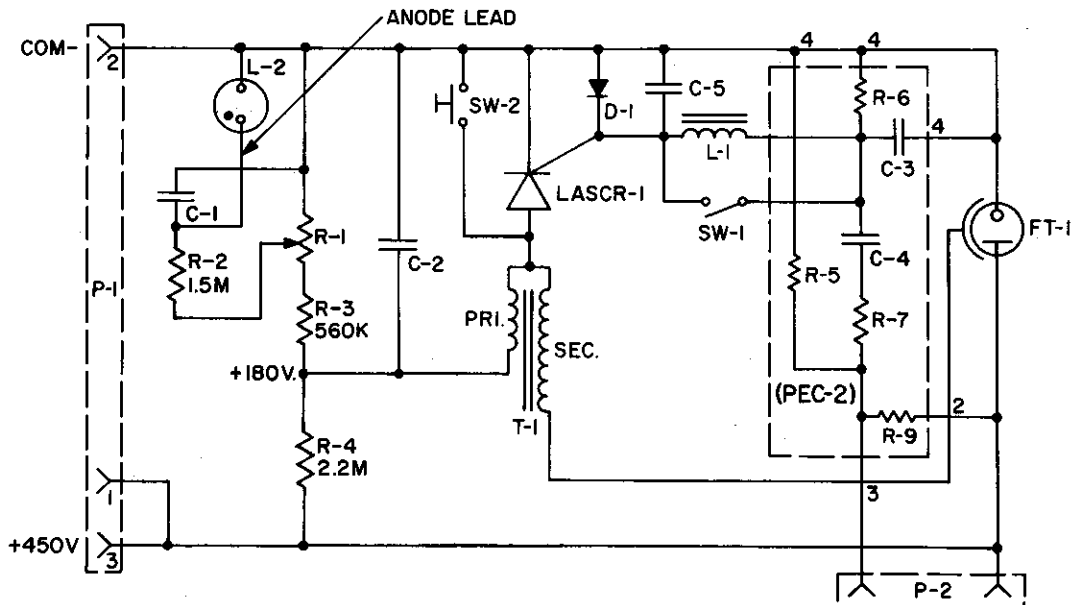 ANODE LEAD
COM-
2
L-2
4
4
SW-2
D-1
C-5
R-6
L-1
C-3
4
C-1
LASCR-1
SW-1
FT-1
R-1
C-2
C-4
R-2
1.5M
P-1
R-5
R-3
560K
PRI.
R-7
SEC.
+180V.
(PEC-2)
T-1
R-9
2
R-4
2.2M
1
3
+450V
3
P-2